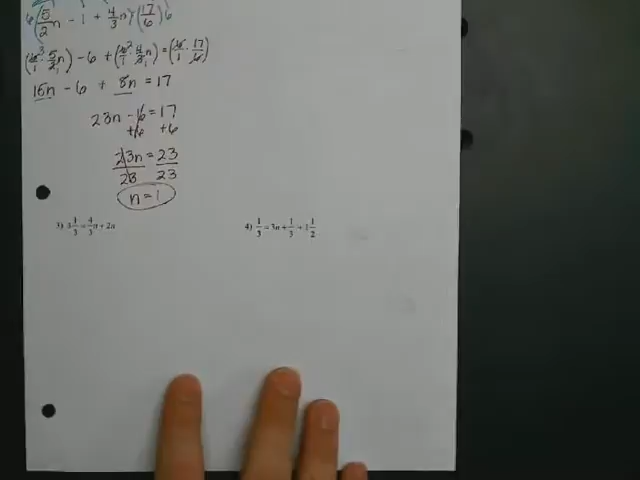 6(5/2n - 1 + 4/3n) = (17/6)6
(6/1 · 5/2n) - 6 + (6/1 · 4/3n) = (6/1 · 17/6)
15n - 6 + 8n = 17
23n - 6 = 17
+6 +6
23n = 23
23 23
n = 1
3) 3 1/3 = 4/3n + 2n
4) 1/3 = 3n + 1/3 + 1 1/2